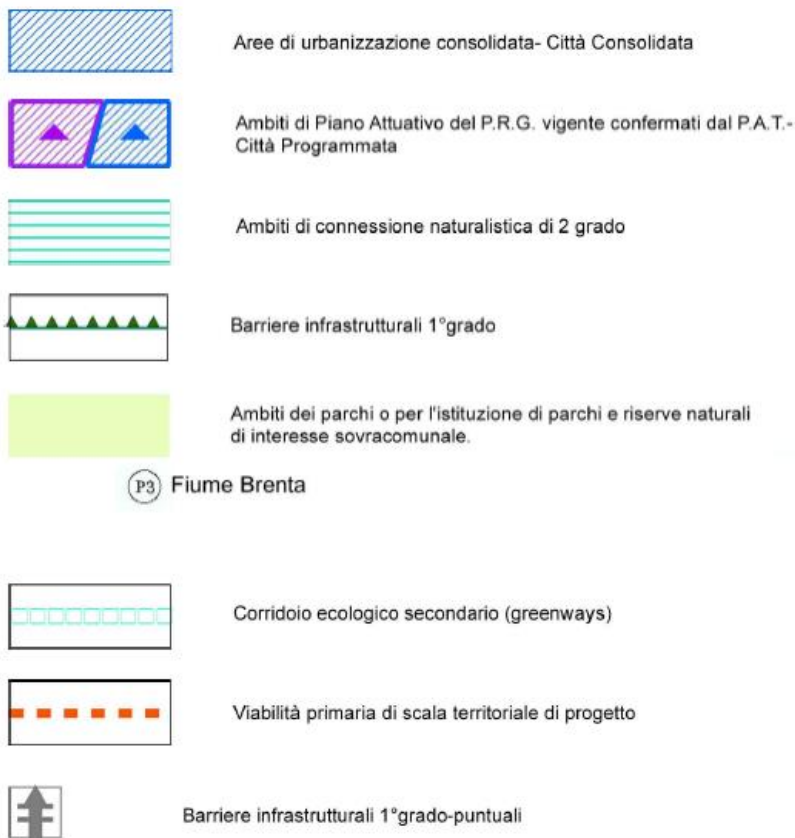 Aree di urbanizzazione consolidata- Città Consolidata
Ambiti di Piano Attuativo del P.R.G. vigente confermati dal P.A.T.-
Città Programmata
Ambiti di connessione naturalistica di 2 grado
Barriere infrastrutturali 1°grado
Ambiti dei parchi o per l'istituzione di parchi e riserve naturali
di interesse sovracomunale.
P3 Fiume Brenta
Corridoio ecologico secondario (greenways)
Viabilità primaria di scala territoriale di progetto
Barriere infrastrutturali 1°grado-puntuali